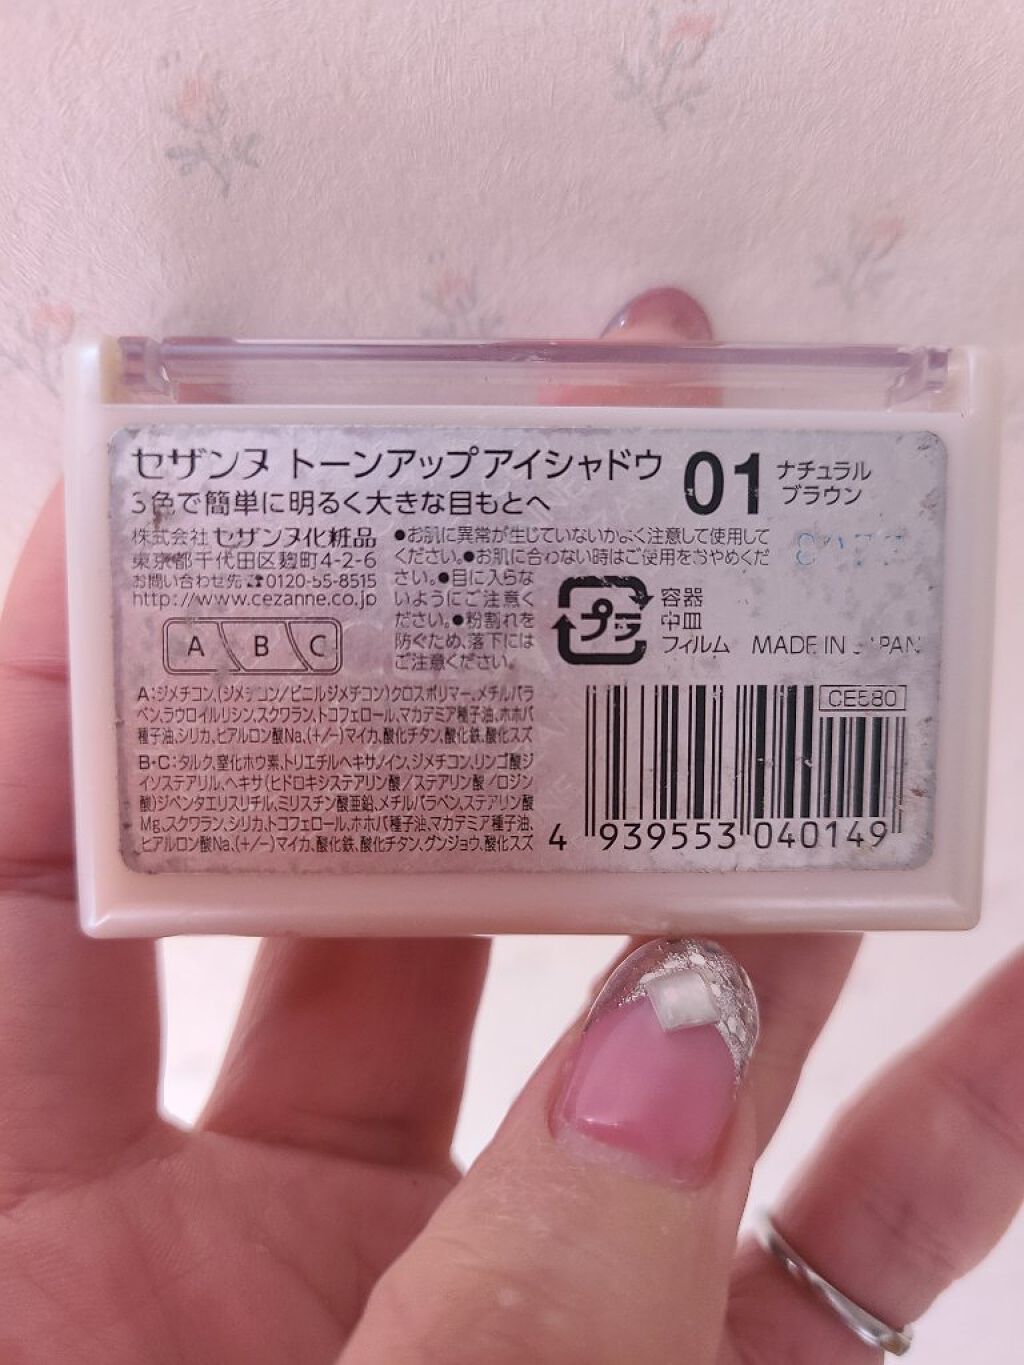 セザンヌ トーンアップアイシャドウ
01 ナチュラル
ブラウン
3色で簡単に明るく大きな目もとへ
株式会社 セザンヌ化粧品
東京都千代田区麹町4-2-6
お問い合わせ先☎0120-55-8515
http://www.cezanne.co.jp
A B C
●お肌に異常が生じていないかよく注意して使用して
ください。●お肌に合わない時はご使用をおやめくだ
さい。●目に入らな
いようにご注意く
ださい。●粉割れを
防ぐため、落下には
ご注意ください。
プラ
容器
中皿
フィルム
MADE IN JAPAN
A:ジメチコン、(ジメチコン/ビニルジメチコン)クロスポリマー、メチルパラ
ベン、ラウロイルリシン、スクワラン、トコフェロール、マカデミア種子油、ホホバ
種子油、シリカ、ヒアルロン酸Na、(+/−)マイカ、酸化チタン、酸化鉄、酸化スズ
B・C:タルク、窒化ホウ素、トリエチルヘキサノイン、ジメチコン、リンゴ酸ジ
イソステアリル、ヘキサ(ヒドロキシステアリン酸/ステアリン酸/ロジン
酸)ジペンタエリスリチル、ミリスチン酸亜鉛、メチルパラベン、ステアリン酸
Mg、スクワラン、シリカ、トコフェロール、ホホバ種子油、マカデミア種子油、
ヒアルロン酸Na、(+/−)マイカ、酸化鉄、酸化チタン、グンジョウ、酸化スズ
CE580
4 939553 040149